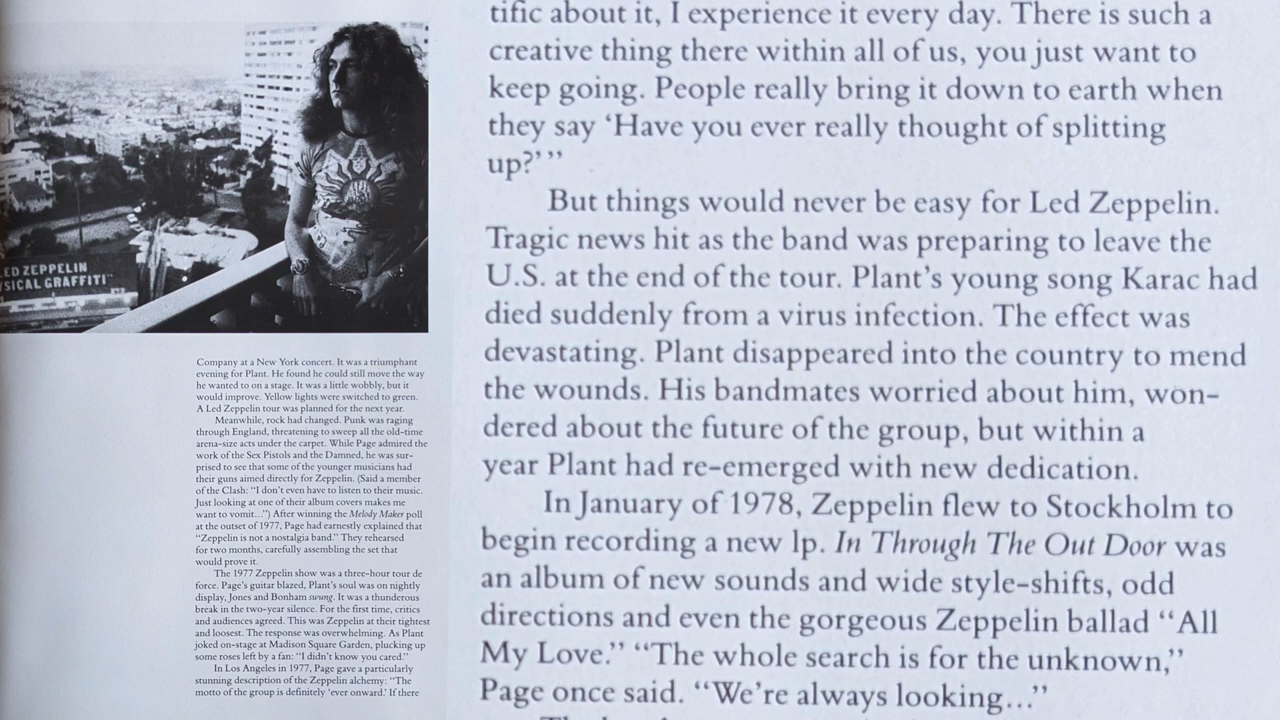 LED ZEPPELIN
YSICAL GRAFFITI"
Company at a New York concert. It was a triumphant
evening for Plant. He found he could still move the way
he wanted to on a stage. It was a little wobbly, but it
would improve. Yellow lights were switched to green.
A Led Zeppelin tour was planned for the next year.
Meanwhile, rock had changed. Punk was raging
through England, threatening to sweep all the old-time
arena-size acts under the carpet. While Page admired the
work of the Sex Pistols and the Damned, he was sur-
prised to see that some of the younger musicians had
their guns aimed directly for Zeppelin. (Said a member
of the Clash: “I don’t even have to listen to their music.
Just looking at one of their album covers makes me
want to vomit...”) After winning the Melody Maker poll
at the outset of 1977, Page had earnestly explained that
“Zeppelin is not a nostalgia band.” They rehearsed
for two months, carefully assembling the set that
would prove it.
The 1977 Zeppelin show was a three-hour tour de
force. Page’s guitar blazed, Plant’s soul was on nightly
display, Jones and Bonham swung. It was a thunderous
break in the two-year silence. For the first time, critics
and audiences agreed. This was Zeppelin at their tightest
and loosest. The response was overwhelming. As Plant
joked on-stage at Madison Square Garden, plucking up
some roses left by a fan: “I didn’t know you cared.”
In Los Angeles in 1977, Page gave a particularly
stunning description of the Zeppelin alchemy: “The
motto of the group is definitely ‘ever onward.’ If there
tific about it, I experience it every day. There is such a
creative thing there within all of us, you just want to
keep going. People really bring it down to earth when
they say ‘Have you ever really thought of splitting
up?’ ”
But things would never be easy for Led Zeppelin.
Tragic news hit as the band was preparing to leave the
U.S. at the end of the tour. Plant’s young song Karac had
died suddenly from a virus infection. The effect was
devastating. Plant disappeared into the country to mend
the wounds. His bandmates worried about him, won-
dered about the future of the group, but within a
year Plant had re-emerged with new dedication.
In January of 1978, Zeppelin flew to Stockholm to
begin recording a new lp. In Through The Out Door was
an album of new sounds and wide style-shifts, odd
directions and even the gorgeous Zeppelin ballad “All
My Love.” “The whole search is for the unknown,”
Page once said. “We’re always looking...”